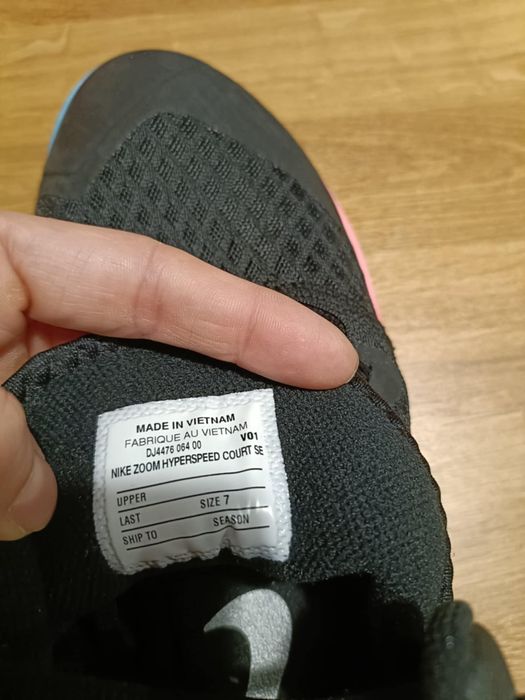 MADE IN VIETNAM
FABRIQUE AU VIETNAM
DJ4476 064 00 V01
NIKE ZOOM HYPERSPEED COURT SE
UPPER
LAST SIZE 7
SHIP TO SEASON